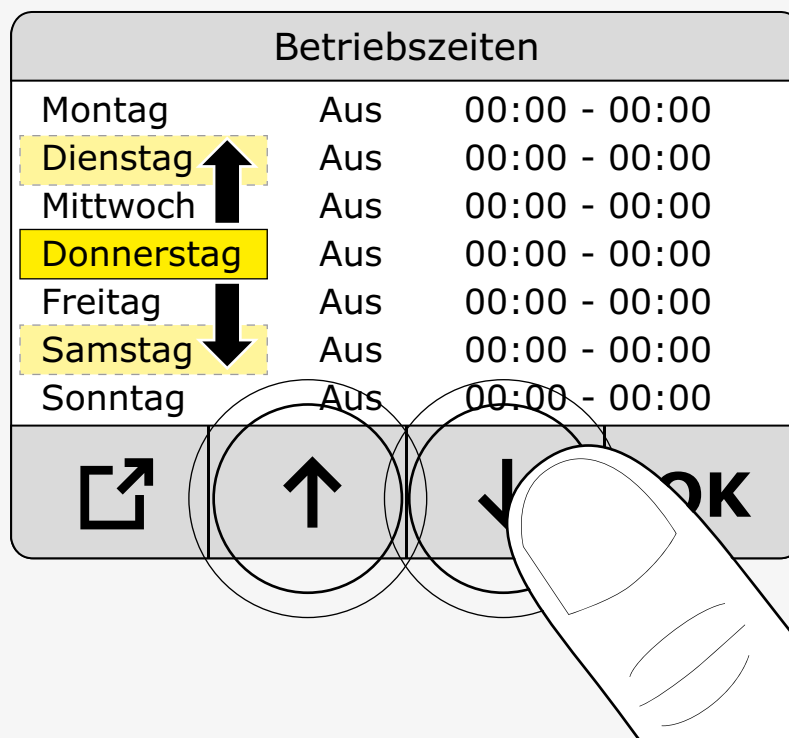 Betriebszeiten
Montag Aus 00:00 - 00:00
Dienstag Aus 00:00 - 00:00
Mittwoch Aus 00:00 - 00:00
Donnerstag Aus 00:00 - 00:00
Freitag Aus 00:00 - 00:00
Samstag Aus 00:00 - 00:00
Sonntag Aus 00:00 - 00:00
OK